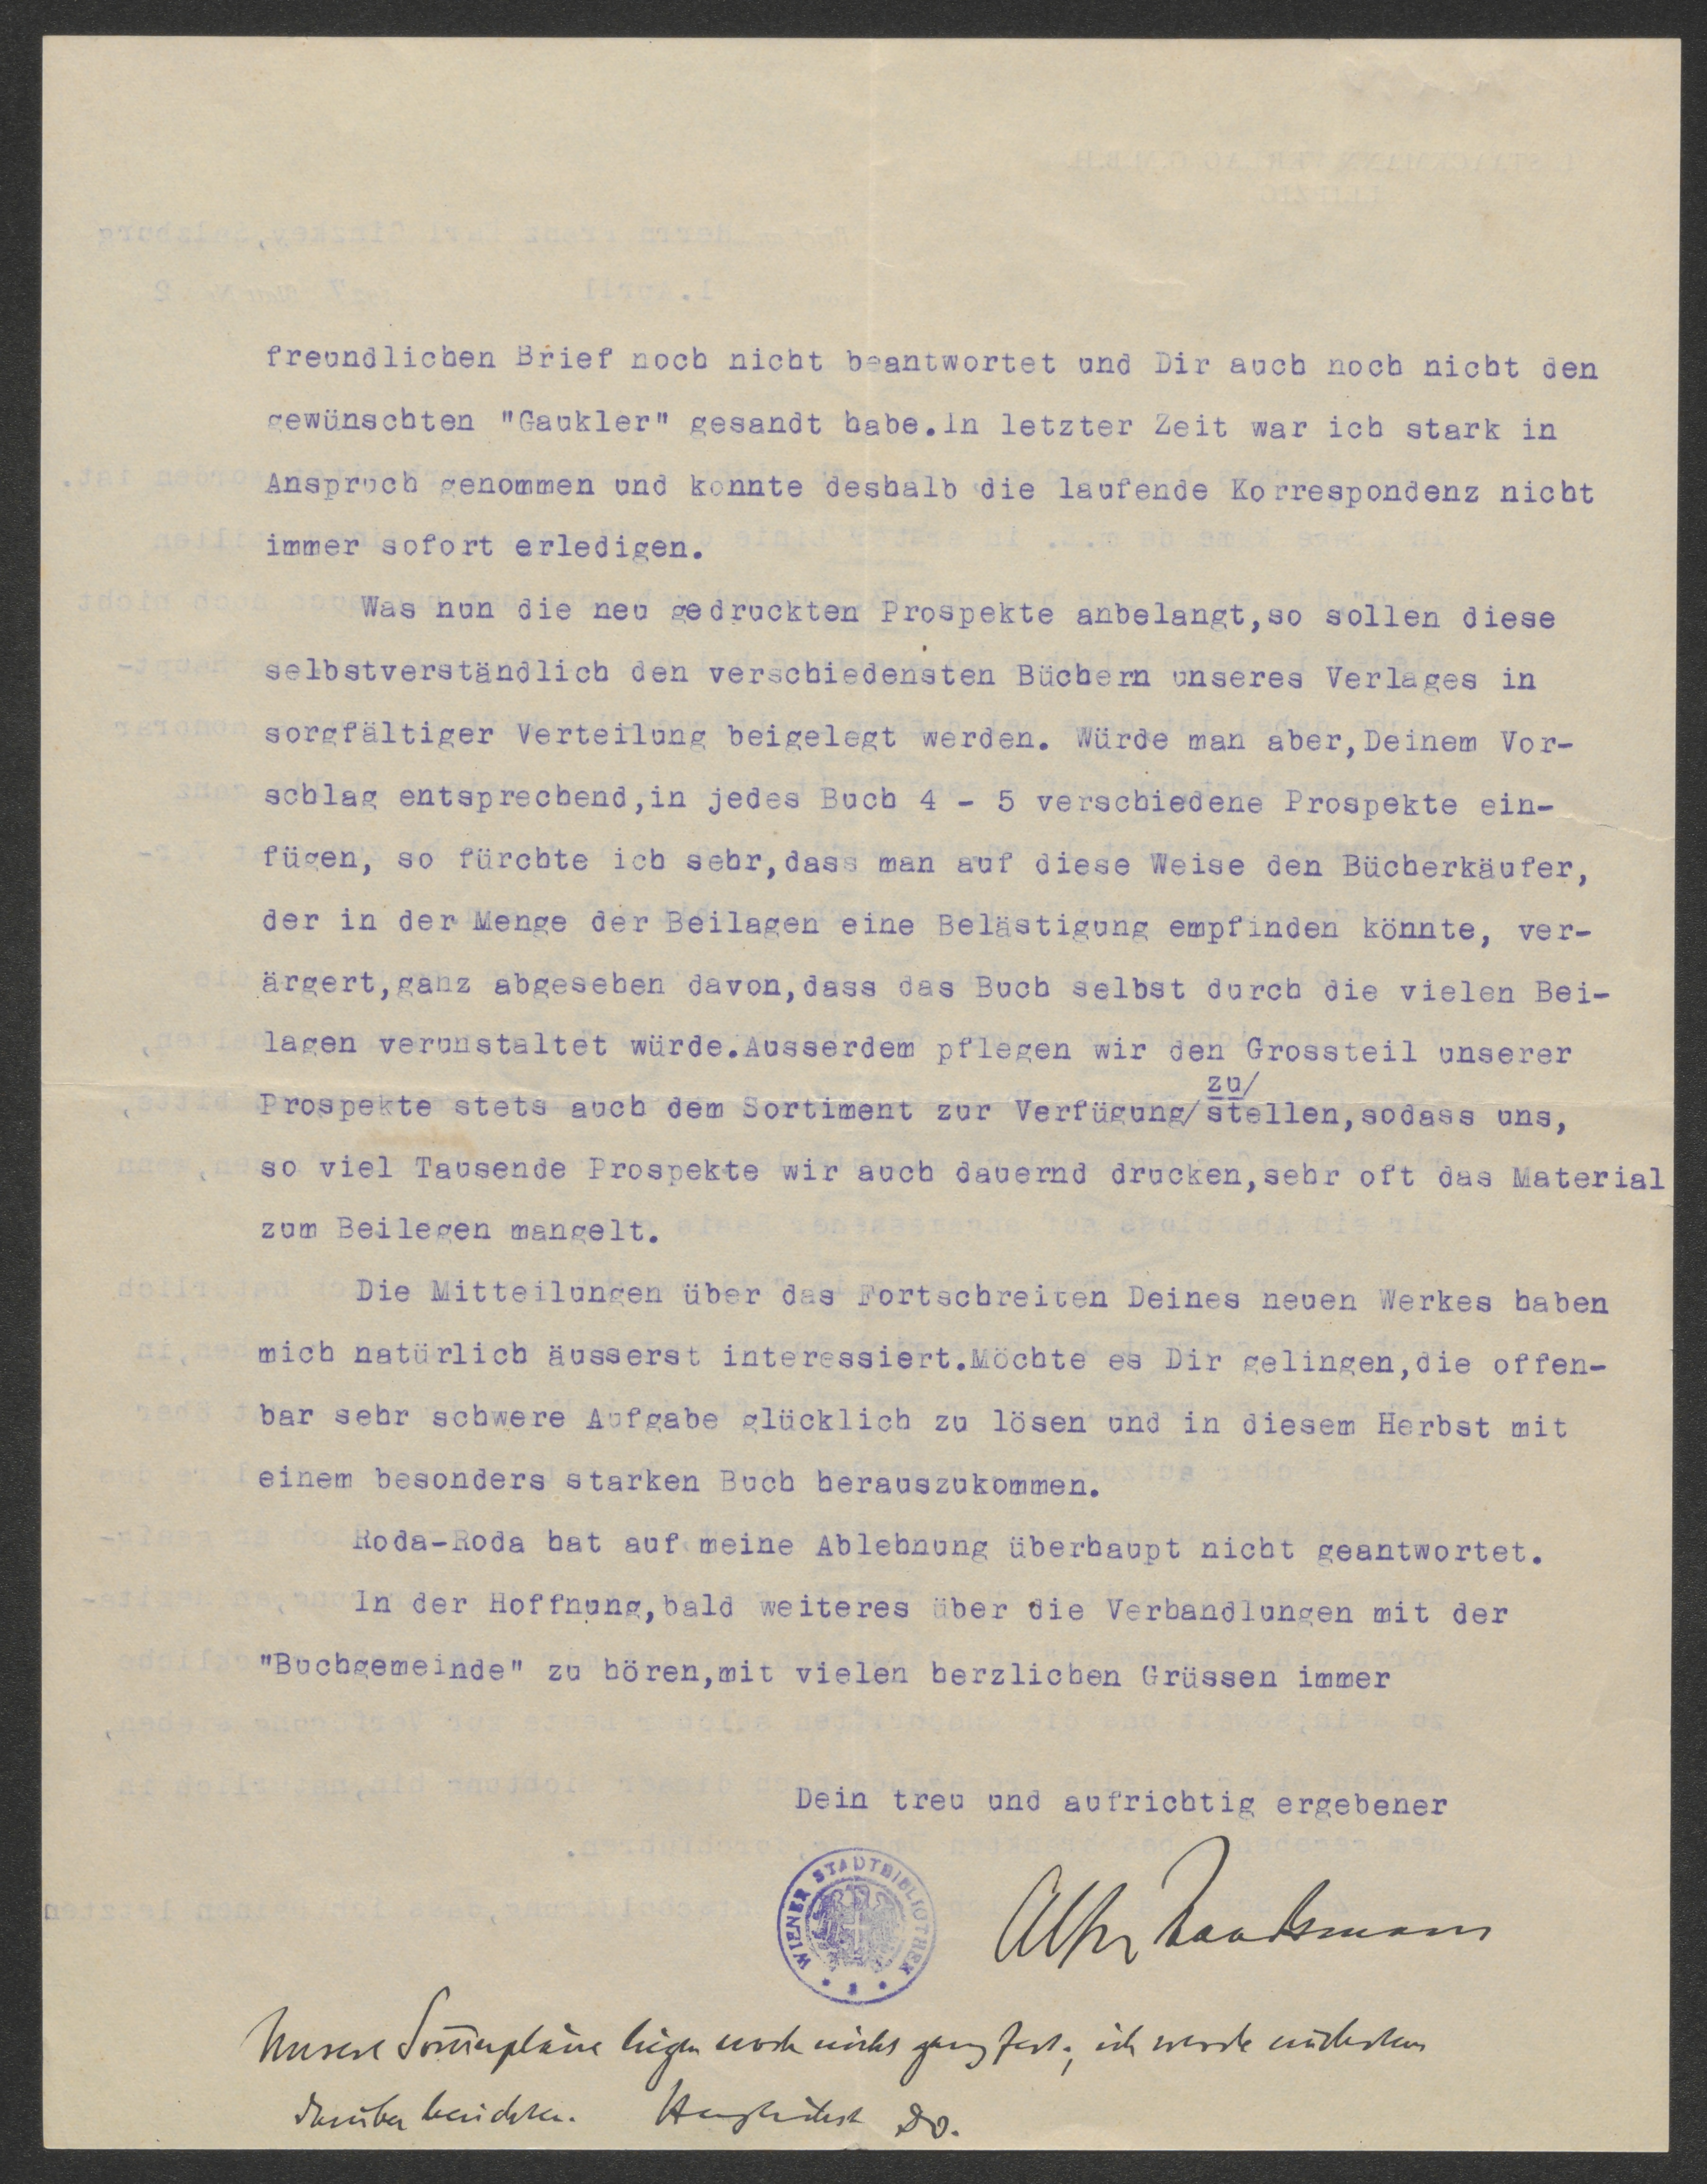 freundlichen Brief noch nicht beantwortet und Dir auch noch nicht den
gewünschten "Gaukler" gesandt habe.In letzter Zeit war ich stark in
Anspruch genommen und konnte deshalb die laufende Korrespondenz nicht
immer sofort erledigen.
Was nun die neu gedruckten Prospekte anbelangt,so sollen diese
selbstverständlich den verschiedensten Büchern unseres Verlages in
sorgfältiger Verteilung beigelegt werden. Würde man aber,Deinem Vor-
schlag entsprechend,in jedes Buch 4 - 5 verschiedene Prospekte ein-
fügen, so fürchte ich sehr,dass man auf diese Weise den Bücherkäufer,
der in der Menge der Beilagen eine Belästigung empfinden könnte, ver-
ärgert,ganz abgesehen davon,dass das Buch selbst durch die vielen Bei-
lagen verunstaltet würde.Ausserdem pflegen wir den Grossteil unserer
zu/
Prospekte stets auch dem Sortiment zur Verfügung/stellen,sodass uns,
so viel Tausende Prospekte wir auch dauernd drucken,sehr oft das Material
zum Beilegen mangelt.
Die Mitteilungen über das Fortschreiten Deines neuen Werkes haben
mich natürlich äusserst interessiert.Möchte es Dir gelingen,die offen-
bar sehr schwere Aufgabe glücklich zu lösen und in diesem Herbst mit
einem besonders starken Buch herauszukommen.
Roda-Roda hat auf meine Ablehnung überhaupt nicht geantwortet.
In der Hoffnung,bald weiteres über die Verhandlungen mit der
"Buchgemeinde" zu hören,mit vielen herzlichen Grüssen immer
Dein treu und aufrichtig ergebener
WIENER STADTBIBLIOTHEK
Unsere Sommerpläne liegen noch nicht ganz fest; ich werde nächstens
darüber berichten. Herzlichst Do.